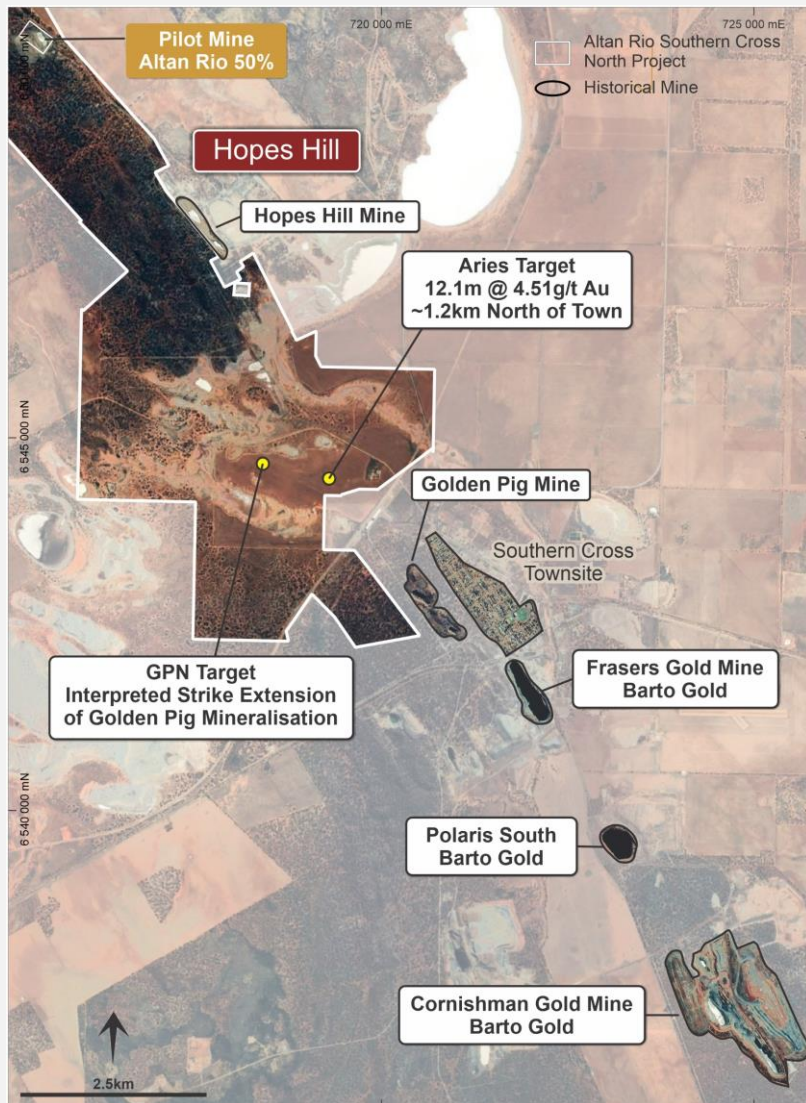 720 000 mE
725 000 mE
Pilot Mine
Altan Rio 50%
Altan Rio Southern Cross
North Project
Historical Mine
Hopes Hill
Hopes Hill Mine
Aries Target
12.1m @ 4.51g/t Au
~1.2km North of Town
6 545 000 mN
Golden Pig Mine
Southern Cross
Townsite
GPN Target
Interpreted Strike Extension
of Golden Pig Mineralisation
Frasers Gold Mine
Barto Gold
6 540 000 mN
Polaris South
Barto Gold
Cornishman Gold Mine
Barto Gold
2.5km